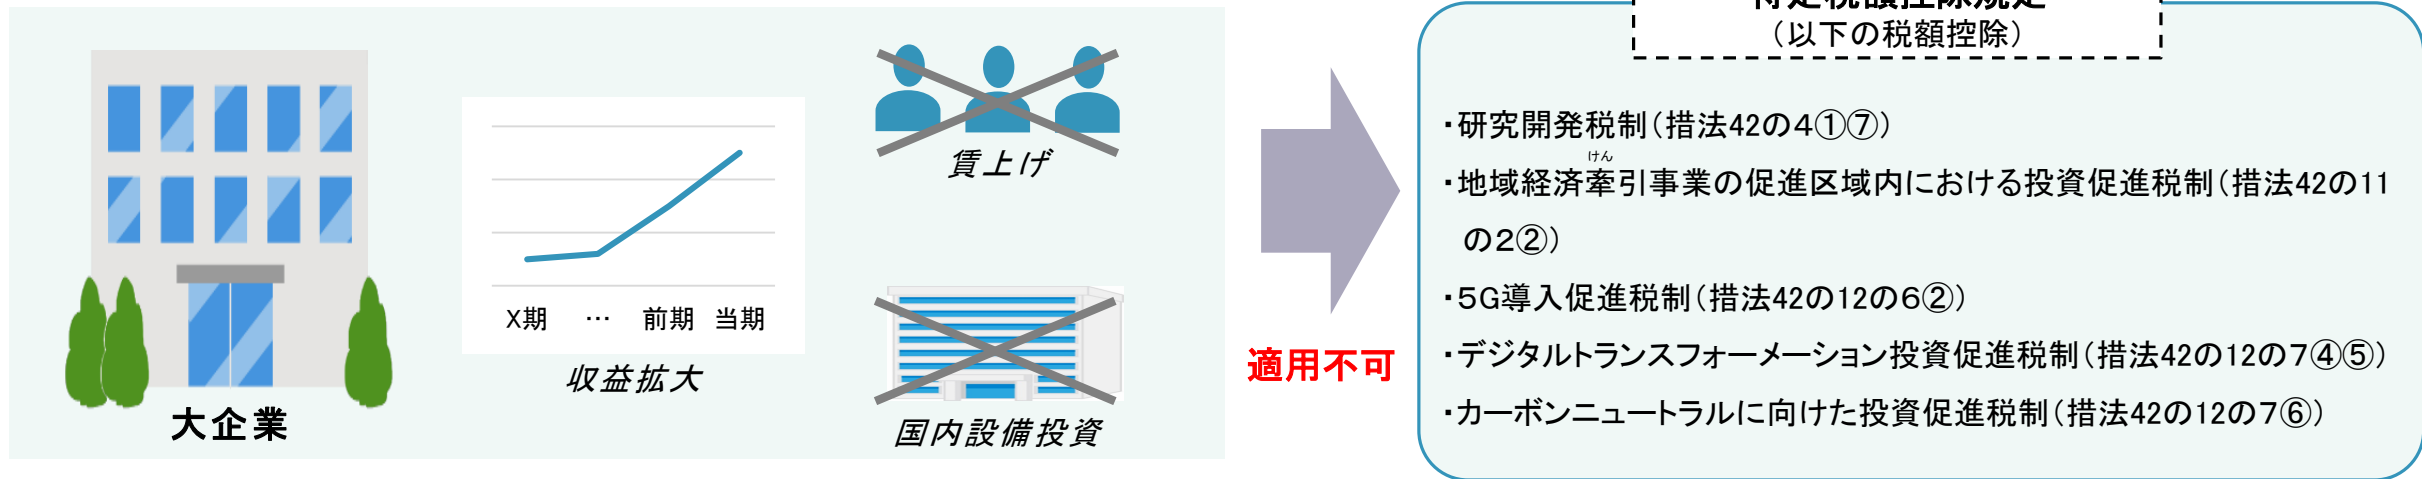 大企業
X期 … 前期 当期
収益拡大
賃上げ
国内設備投資
適用不可
特定税額控除規定
（以下の税額控除）
・研究開発税制（措法42の4①⑦）
けん
・地域経済牽引事業の促進区域内における投資促進税制（措法42の11
の2②）
・5G導入促進税制（措法42の12の6②）
・デジタルトランスフォーメーション投資促進税制（措法42の12の7④⑤）
・カーボンニュートラルに向けた投資促進税制（措法42の12の7⑥）